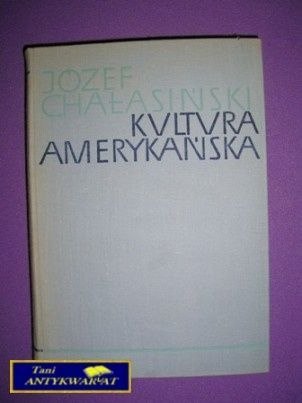 JÓZEF
CHAŁASIŃSKI
KVLTVRA
AMERYKAŃSKA
Tani
ANTYKWARIAT